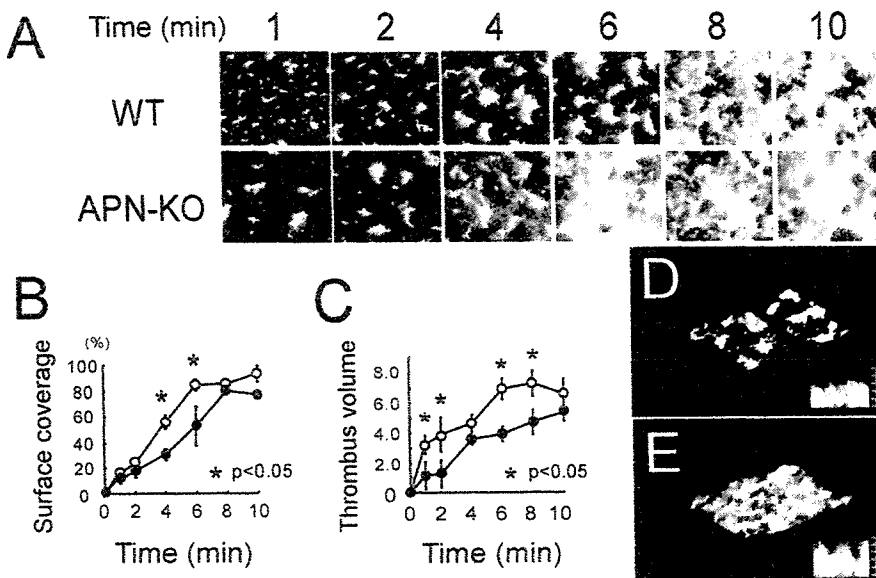 A Time (min) 1 2 4 6 8 10
WT
APN-KO
B
(%)
Surface coverage
100
80
60
40
20
0
* *
* p<0.05
0 2 4 6 8 10
Time (min)
C
Thrombus volume
8.0
6.0
4.0
2.0
0
* * * *
* p<0.05
0 2 4 6 8 10
Time (min)
D
E